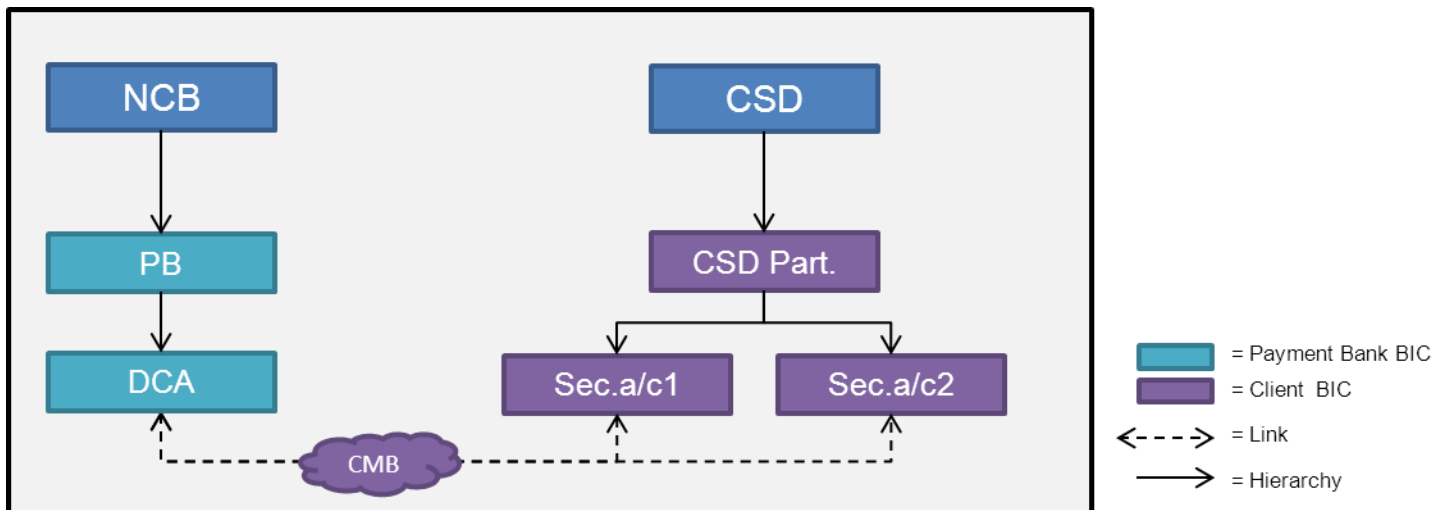 NCB
CSD
PB
CSD Part.
DCA
Sec.a/c1
Sec.a/c2
CMB
= Payment Bank BIC
= Client BIC
= Link
= Hierarchy